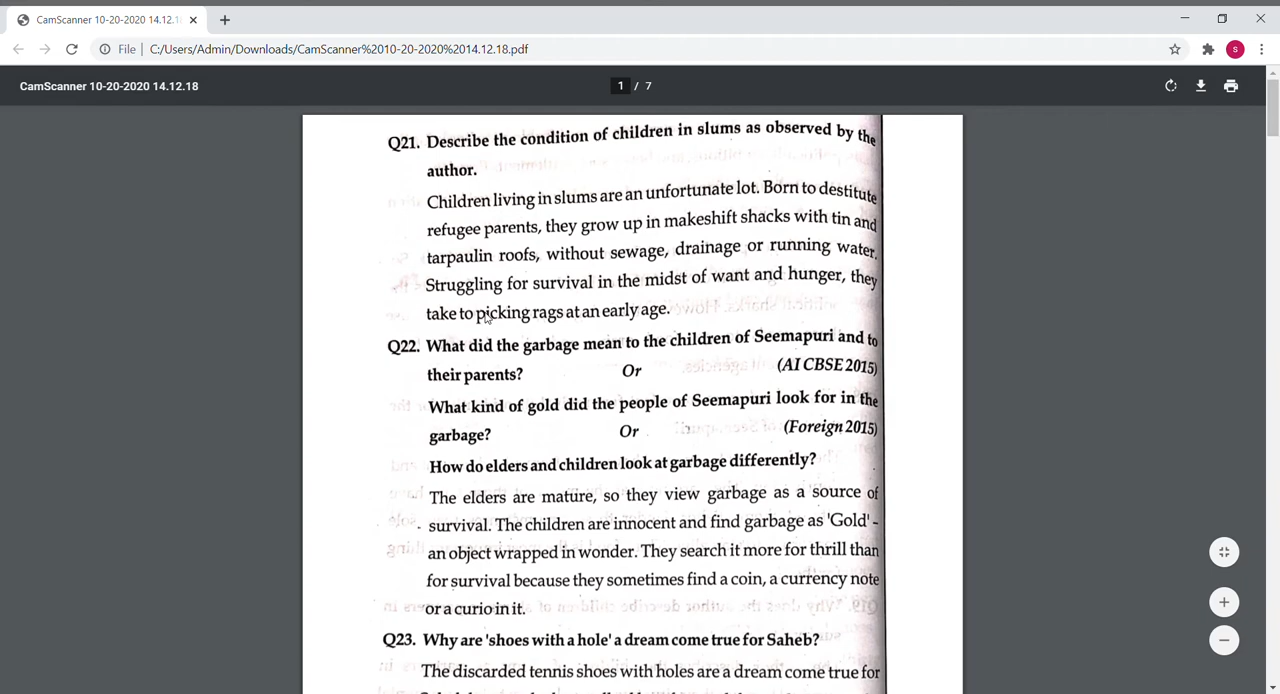 CamScanner 10-20-2020 14.12.1
File C:/Users/Admin/Downloads/CamScanner%2010-20-2020%2014.12.18.pdf
s
CamScanner 10-20-2020 14.12.18
1 / 7
Q21. Describe the condition of children in slums as observed by the
author.
Children living in slums are an unfortunate lot. Born to destitute
refugee parents, they grow up in makeshift shacks with tin and
tarpaulin roofs, without sewage, drainage or running water.
Struggling for survival in the midst of want and hunger, they
take to picking rags at an early age.
Q22. What did the garbage mean to the children of Seemapuri and to
their parents? Or (AI CBSE 2015)
What kind of gold did the people of Seemapuri look for in the
garbage? Or (Foreign 2015)
How do elders and children look at garbage differently?
The elders are mature, so they view garbage as a source of
survival. The children are innocent and find garbage as 'Gold' -
an object wrapped in wonder. They search it more for thrill than
for survival because they sometimes find a coin, a currency note
or a curio in it.
Q23. Why are 'shoes with a hole' a dream come true for Saheb?
The discarded tennis shoes with holes are a dream come true for